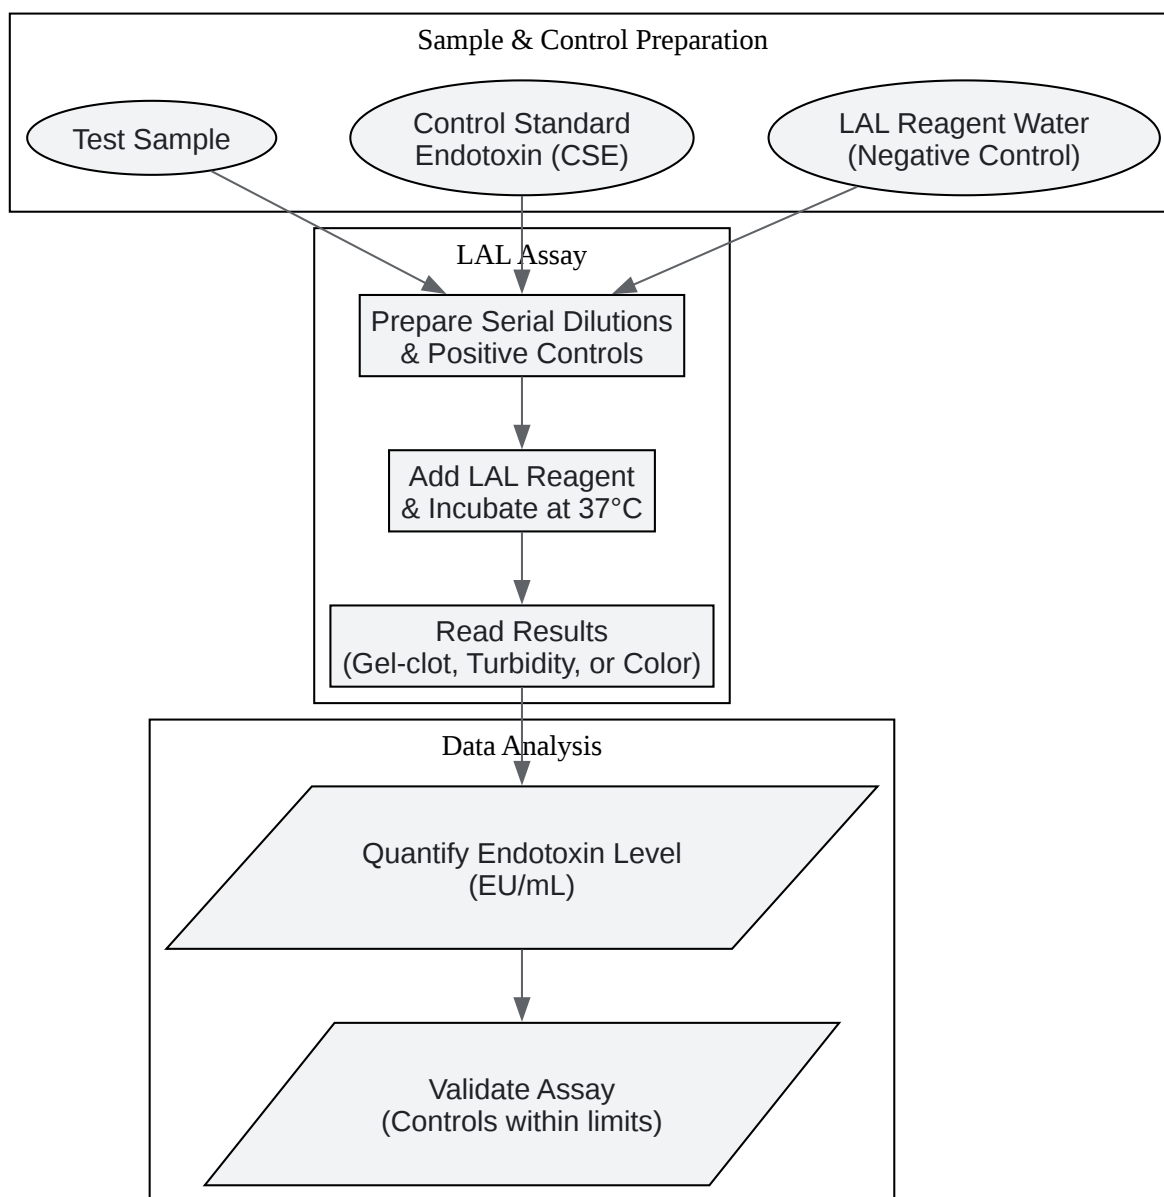 Sample & Control Preparation
Test Sample
Control Standard
Endotoxin (CSE)
LAL Reagent Water
(Negative Control)
LAL Assay
Prepare Serial Dilutions
& Positive Controls
Add LAL Reagent
& Incubate at 37°C
Read Results
(Gel-clot, Turbidity, or Color)
Data Analysis
Quantify Endotoxin Level
(EU/mL)
Validate Assay
(Controls within limits)